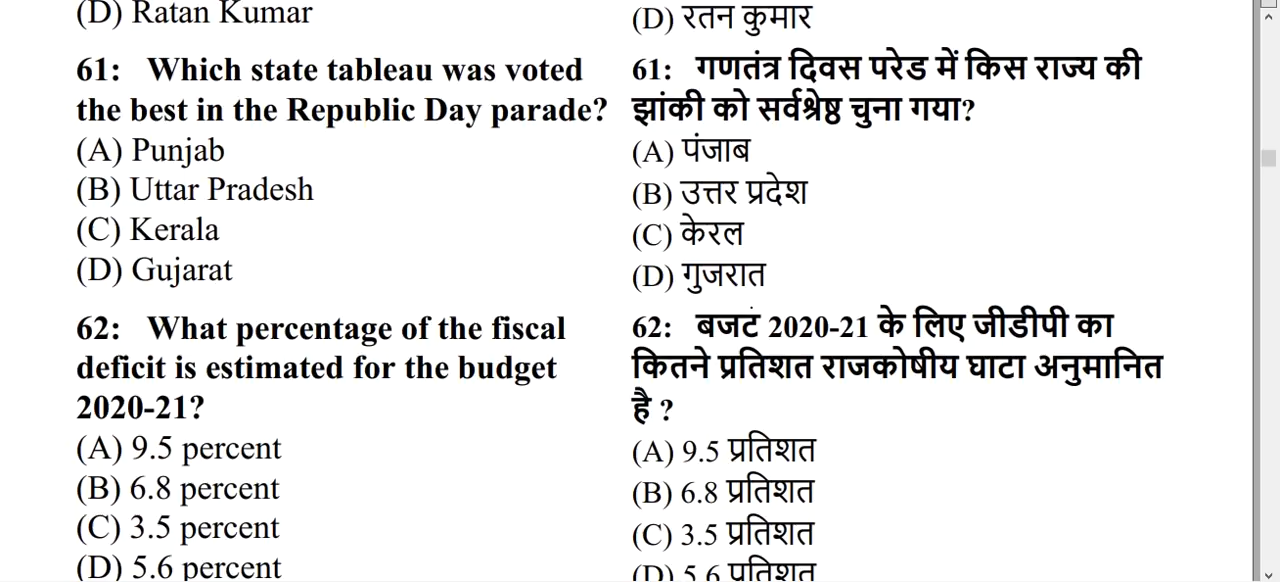 (D) Ratan Kumar
61: Which state tableau was voted
the best in the Republic Day parade?
(A) Punjab
(B) Uttar Pradesh
(C) Kerala
(D) Gujarat
62: What percentage of the fiscal
deficit is estimated for the budget
2020-21?
(A) 9.5 percent
(B) 6.8 percent
(C) 3.5 percent
(D) 5.6 percent
(D) रतन कुमार
61: गणतंत्र दिवस परेड में किस राज्य की
झांकी को सर्वश्रेष्ठ चुना गया?
(A) पंजाब
(B) उत्तर प्रदेश
(C) केरल
(D) गुजरात
62: बजट 2020-21 के लिए जीडीपी का
कितने प्रतिशत राजकोषीय घाटा अनुमानित
है ?
(A) 9.5 प्रतिशत
(B) 6.8 प्रतिशत
(C) 3.5 प्रतिशत
(D) 5.6 प्रतिशत